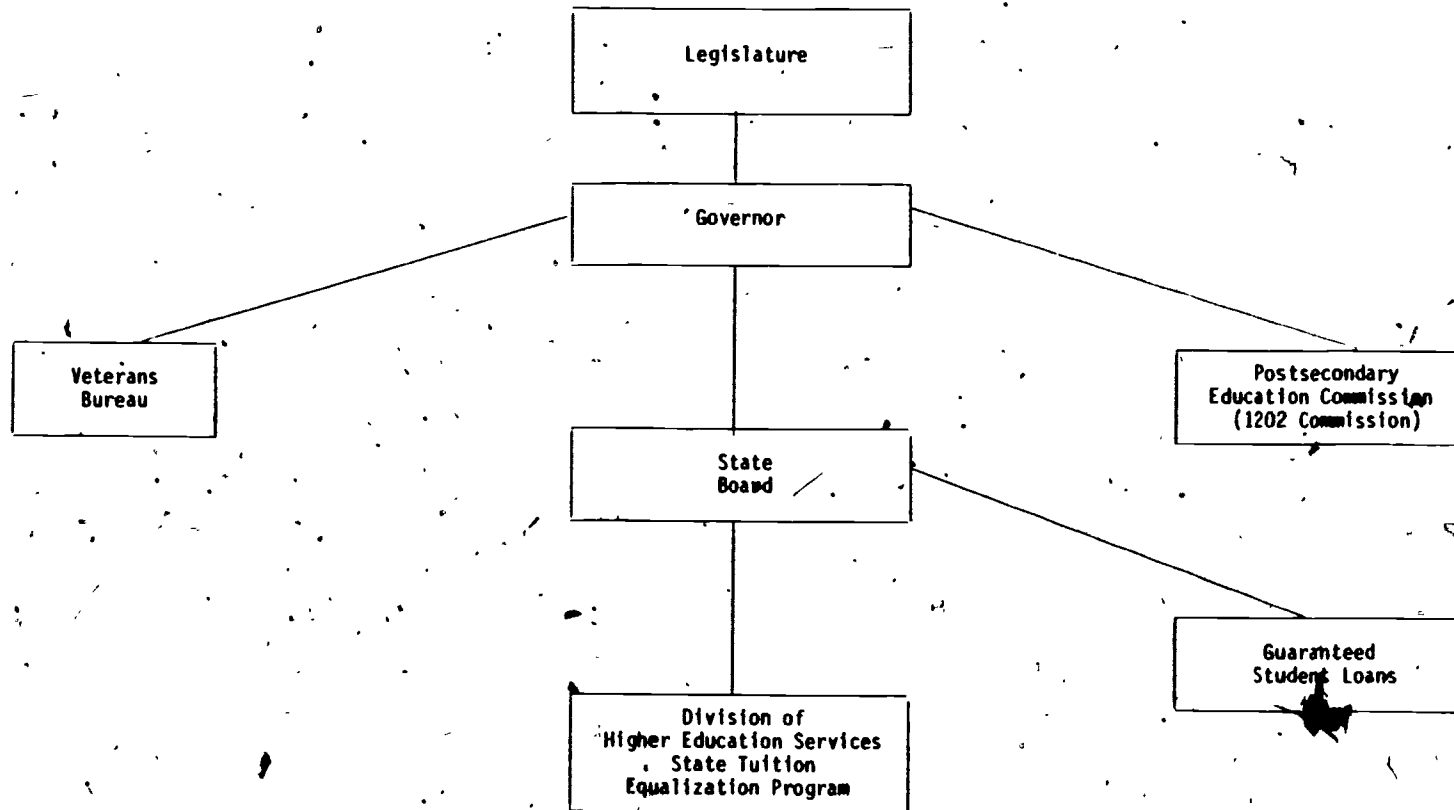 Legislature
Governor
Veterans
Bureau
Postsecondary
Education Commission
(1202 Commission)
State
Board
Guaranteed
Student Loans
Division of
Higher Education Services
State Tuition
Equalization Program